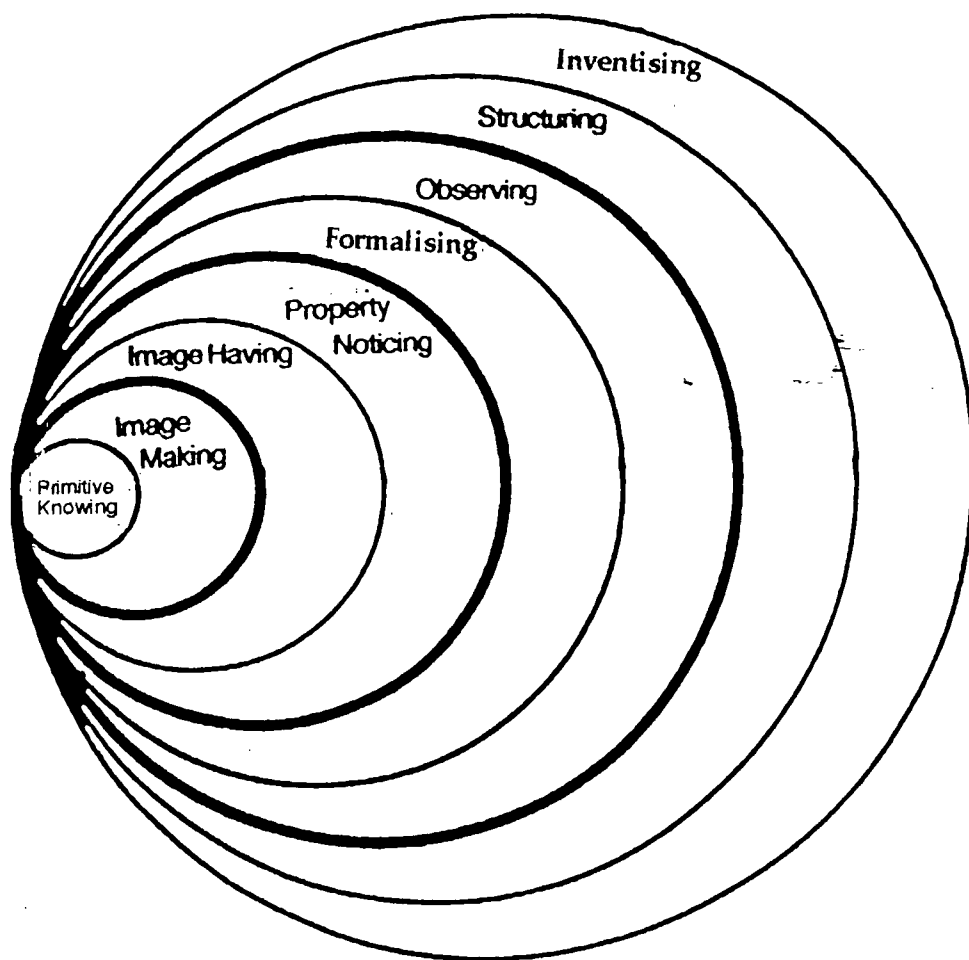 Inventising
Structuring
Observing
Formalising
Property
Noticing
Image Having
Image
Making
Primitive
Knowing